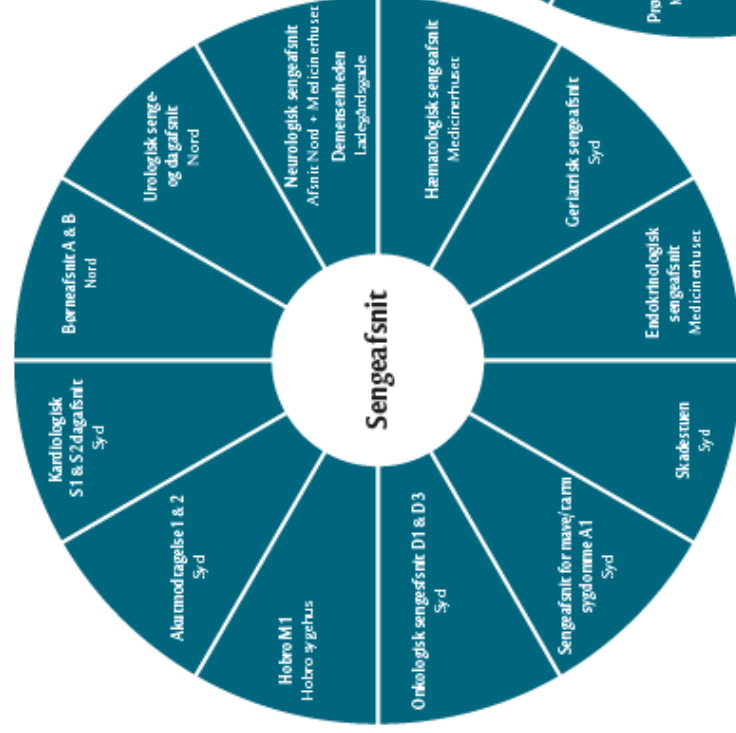 Sengeafsnit
Børneafsnit A & B
Nord
Urologisk senge-
og dagafsnit
Nord
Neurologisk sengeafsnit
Afsnit Nord + Medicinerhuset
Demensenheden
Ladegårdsgade
Hæmatologisk sengeafsnit
Medicinerhuset
Geriatrisk sengeafsnit
Syd
Endokrinologisk
sengeafsnit
Medicinerhuset
Skadestuen
Syd
Sengeafsnit for mave/tarm
sygdomme A1
Syd
Onkologisk sengesfsnit D1 & D3
Syd
Hobro M1
Hobro sygehus
Akutmodtagelse 1 & 2
Syd
Kardiologisk
S1 & S2 dagafsnit
Syd